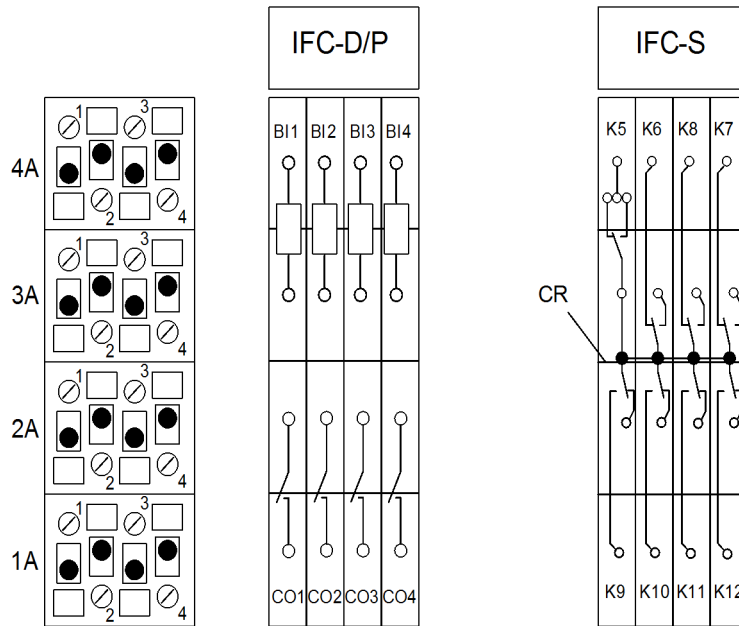 IFC-D/P
IFC-S
1 3
BI1 BI2 BI3 BI4
K5 K6 K8 K7
4A
2 4
1 3
3A
CR
2 4
1 3
2A
2 4
1 3
1A
CO1 CO2 CO3 CO4
K9 K10 K11 K12
2 4